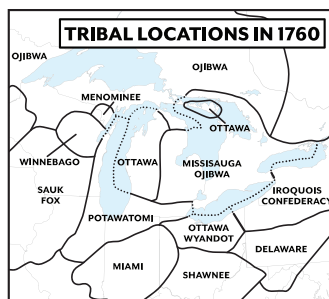 TRIBAL LOCATIONS IN 1760
OJIBWA
OJIBWA
MENOMINEE
OTTAWA
WINNEBAGO
OTTAWA
MISSISAUGA
OJIBWA
SAUK
FOX
IROQUOIS
CONFEDERACY
POTAWATOMI
OTTAWA
WYANDOT
DELAWARE
MIAMI
SHAWNEE